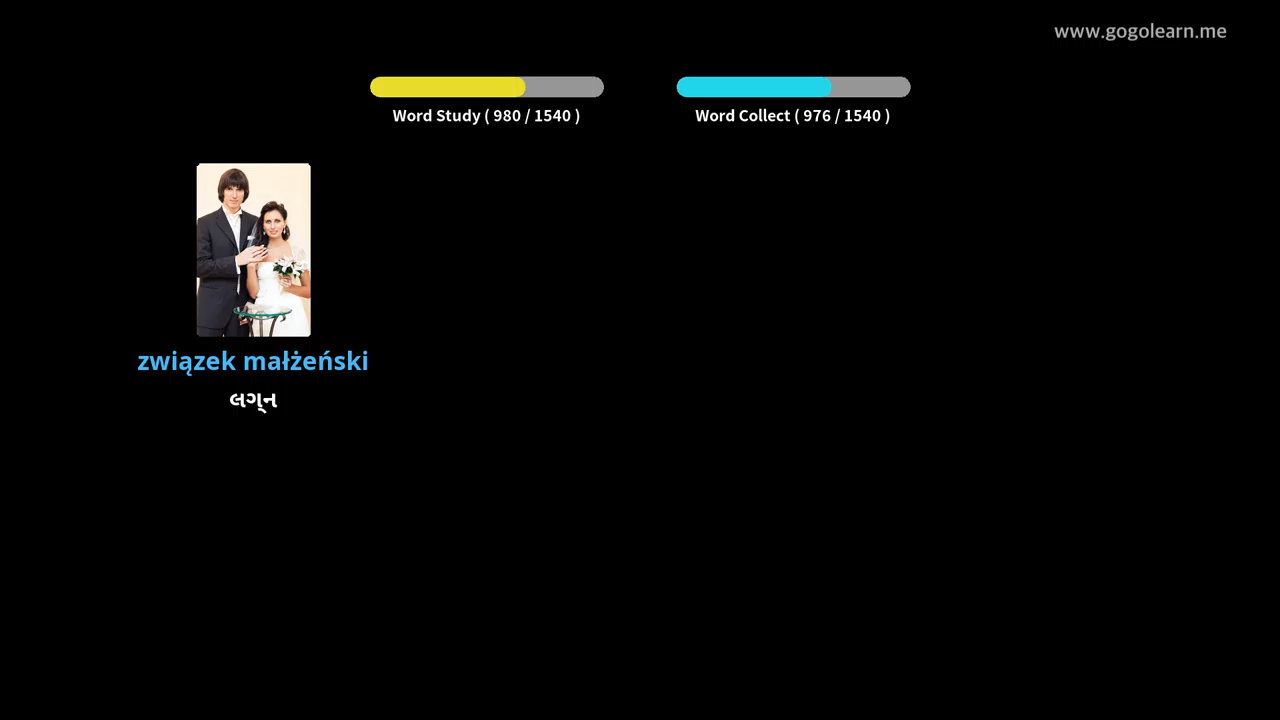 www.gogolearn.me
Word Study ( 980 / 1540 )
Word Collect ( 976 / 1540 )
związek małżeński
લગ્ન